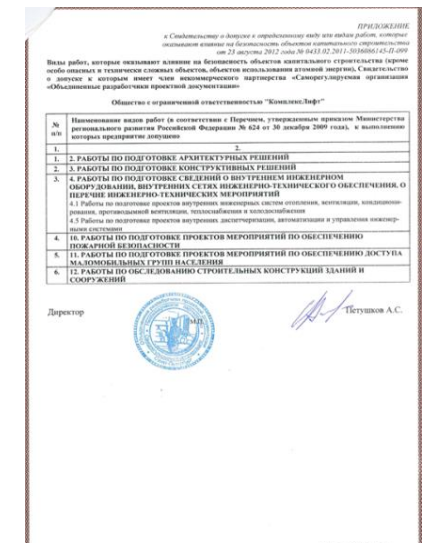 ПРИЛОЖЕНИЕ
к Свидетельству о допуске к определенному виду или видам работ, которые
оказывают влияние на безопасность объектов капитального строительства
от 23 августа 2012 года № 0433.02.2011-5036066145-П-099
Виды работ, которые оказывают влияние на безопасность объектов капитального строительства (кроме
особо опасных и технически сложных объектов, объектов использования атомной энергии), Свидетельство
о допуске к которым имеет член некоммерческого партнерства «Саморегулируемая организация
«Объединенные разработчики проектной документации»
Общество с ограниченной ответственностью "КомплексЛифт"
№ п/п
Наименование видов работ (в соответствии с Перечнем, утвержденным приказом Министерства
регионального развития Российской Федерации № 624 от 30 декабря 2009 года), к выполнению
которых предприятие допущено
1. 2.
1. 2. РАБОТЫ ПО ПОДГОТОВКЕ АРХИТЕКТУРНЫХ РЕШЕНИЙ
2. 3. РАБОТЫ ПО ПОДГОТОВКЕ КОНСТРУКТИВНЫХ РЕШЕНИЙ
3. 4. РАБОТЫ ПО ПОДГОТОВКЕ СВЕДЕНИЙ О ВНУТРЕННЕМ ИНЖЕНЕРНОМ
ОБОРУДОВАНИИ, ВНУТРЕННИХ СЕТЯХ ИНЖЕНЕРНО-ТЕХНИЧЕСКОГО ОБЕСПЕЧЕНИЯ, О
ПЕРЕЧНЕ ИНЖЕНЕРНО-ТЕХНИЧЕСКИХ МЕРОПРИЯТИЙ
4.1 Работы по подготовке проектов внутренних инженерных систем отопления, вентиляции, кондициони-
рования, противодымной вентиляции, теплоснабжения и холодоснабжения
4.5 Работы по подготовке проектов внутренних диспетчеризации, автоматизации и управления инженер-
ными системами
4. 10. РАБОТЫ ПО ПОДГОТОВКЕ ПРОЕКТОВ МЕРОПРИЯТИЙ ПО ОБЕСПЕЧЕНИЮ
ПОЖАРНОЙ БЕЗОПАСНОСТИ
5. 11. РАБОТЫ ПО ПОДГОТОВКЕ ПРОЕКТОВ МЕРОПРИЯТИЙ ПО ОБЕСПЕЧЕНИЮ ДОСТУПА
МАЛОМОБИЛЬНЫХ ГРУПП НАСЕЛЕНИЯ
6. 12. РАБОТЫ ПО ОБСЛЕДОВАНИЮ СТРОИТЕЛЬНЫХ КОНСТРУКЦИЙ ЗДАНИЙ И
СООРУЖЕНИЙ
Директор
М.П.
Петушков А.С.